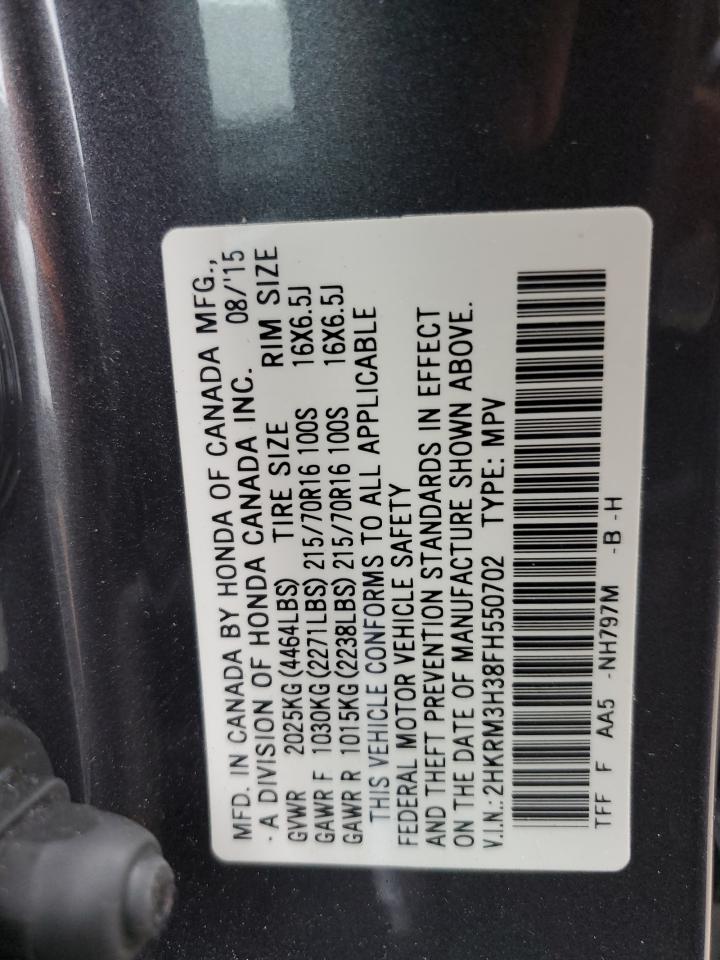 MFD. IN CANADA BY HONDA OF CANADA MFG.,
- A DIVISION OF HONDA CANADA INC. 08/'15
GVWR 2025KG (4464LBS) TIRE SIZE RIM SIZE
GAWR F 1030KG (2271LBS) 215/70R16 100S 16X6.5J
GAWR R 1015KG (2238LBS) 215/70R16 100S 16X6.5J
THIS VEHICLE CONFORMS TO ALL APPLICABLE
FEDERAL MOTOR VEHICLE SAFETY
AND THEFT PREVENTION STANDARDS IN EFFECT
ON THE DATE OF MANUFACTURE SHOWN ABOVE.
V.I.N.: 2HKRM3H38FH550702 TYPE: MPV
TFF F AA5 -NH797M -B -H